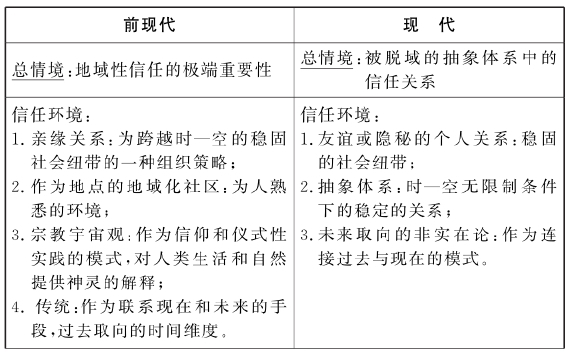 前现代
现 代
总情境:地域性信任的极端重要性
总情境:被脱域的抽象体系中的
信任关系
信任环境:
1. 亲缘关系:为跨越时—空的稳固
社会纽带的一种组织策略;
2. 作为地点的地域化社区:为人熟
悉的环境;
3. 宗教宇宙观:作为信仰和仪式性
实践的模式,对人类生活和自然
提供神灵的解释;
4. 传统:作为联系现在和未来的手
段,过去取向的时间维度。
信任环境:
1. 友谊或隐秘的个人关系:稳固
的社会纽带;
2. 抽象体系:时—空无限制条件
下的稳定的关系;
3. 未来取向的非实在论:作为连
接过去与现在的模式。